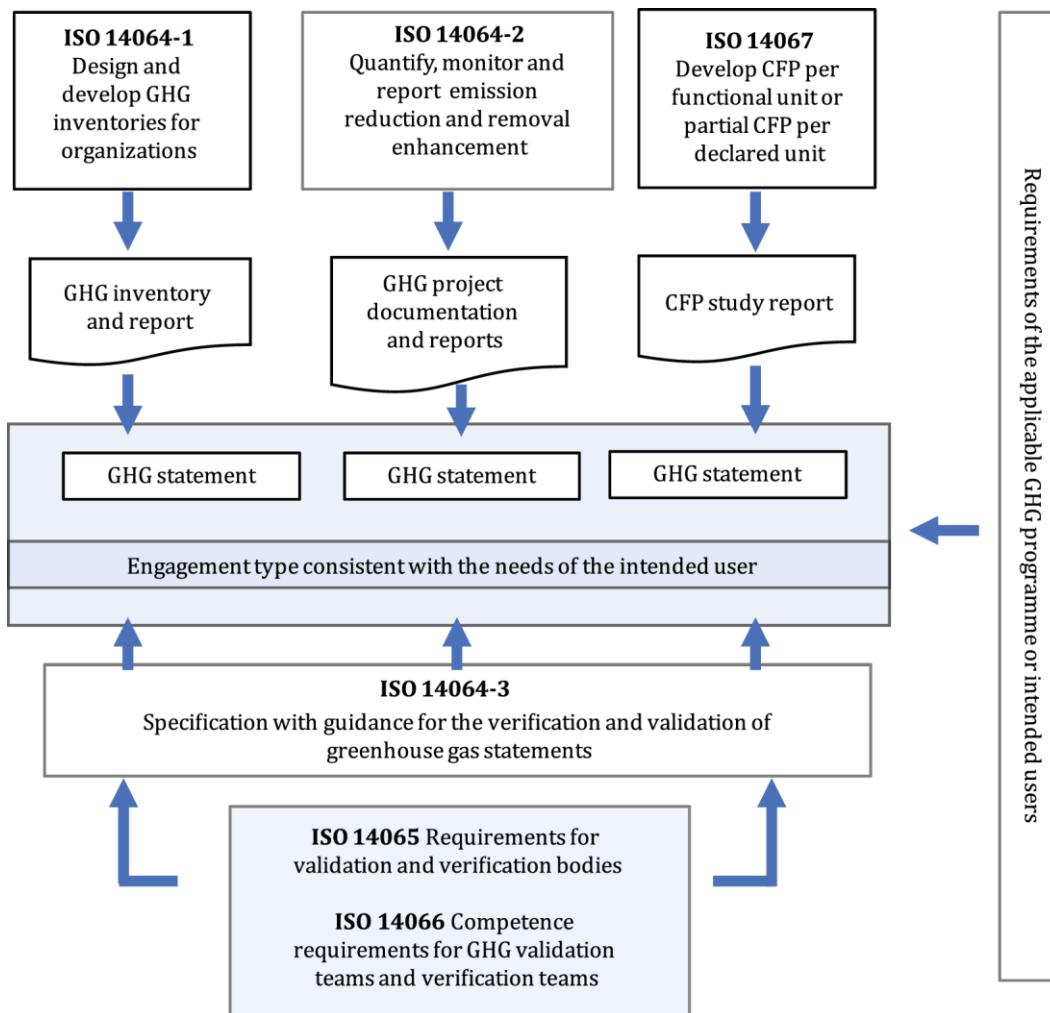 ISO 14064-1
Design and
develop GHG
inventories for
organizations
ISO 14064-2
Quantify, monitor and
report emission
reduction and removal
enhancement
ISO 14067
Develop CFP per
functional unit or
partial CFP per
declared unit
GHG inventory
and report
GHG project
documentation
and reports
CFP study report
GHG statement
GHG statement
GHG statement
Engagement type consistent with the needs of the intended user
ISO 14064-3
Specification with guidance for the verification and validation of
greenhouse gas statements
ISO 14065 Requirements for
validation and verification bodies
ISO 14066 Competence
requirements for GHG validation
teams and verification teams
Requirements of the applicable GHG programme or intended users